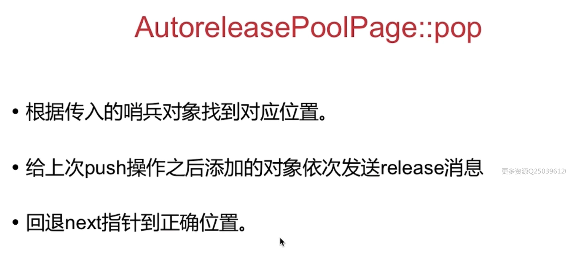 AutoreleasePoolPage::pop
• 根据传入的哨兵对象找到对应位置。
• 给上次push操作之后添加的对象依次发送release消息
• 回退next指针到正确位置。